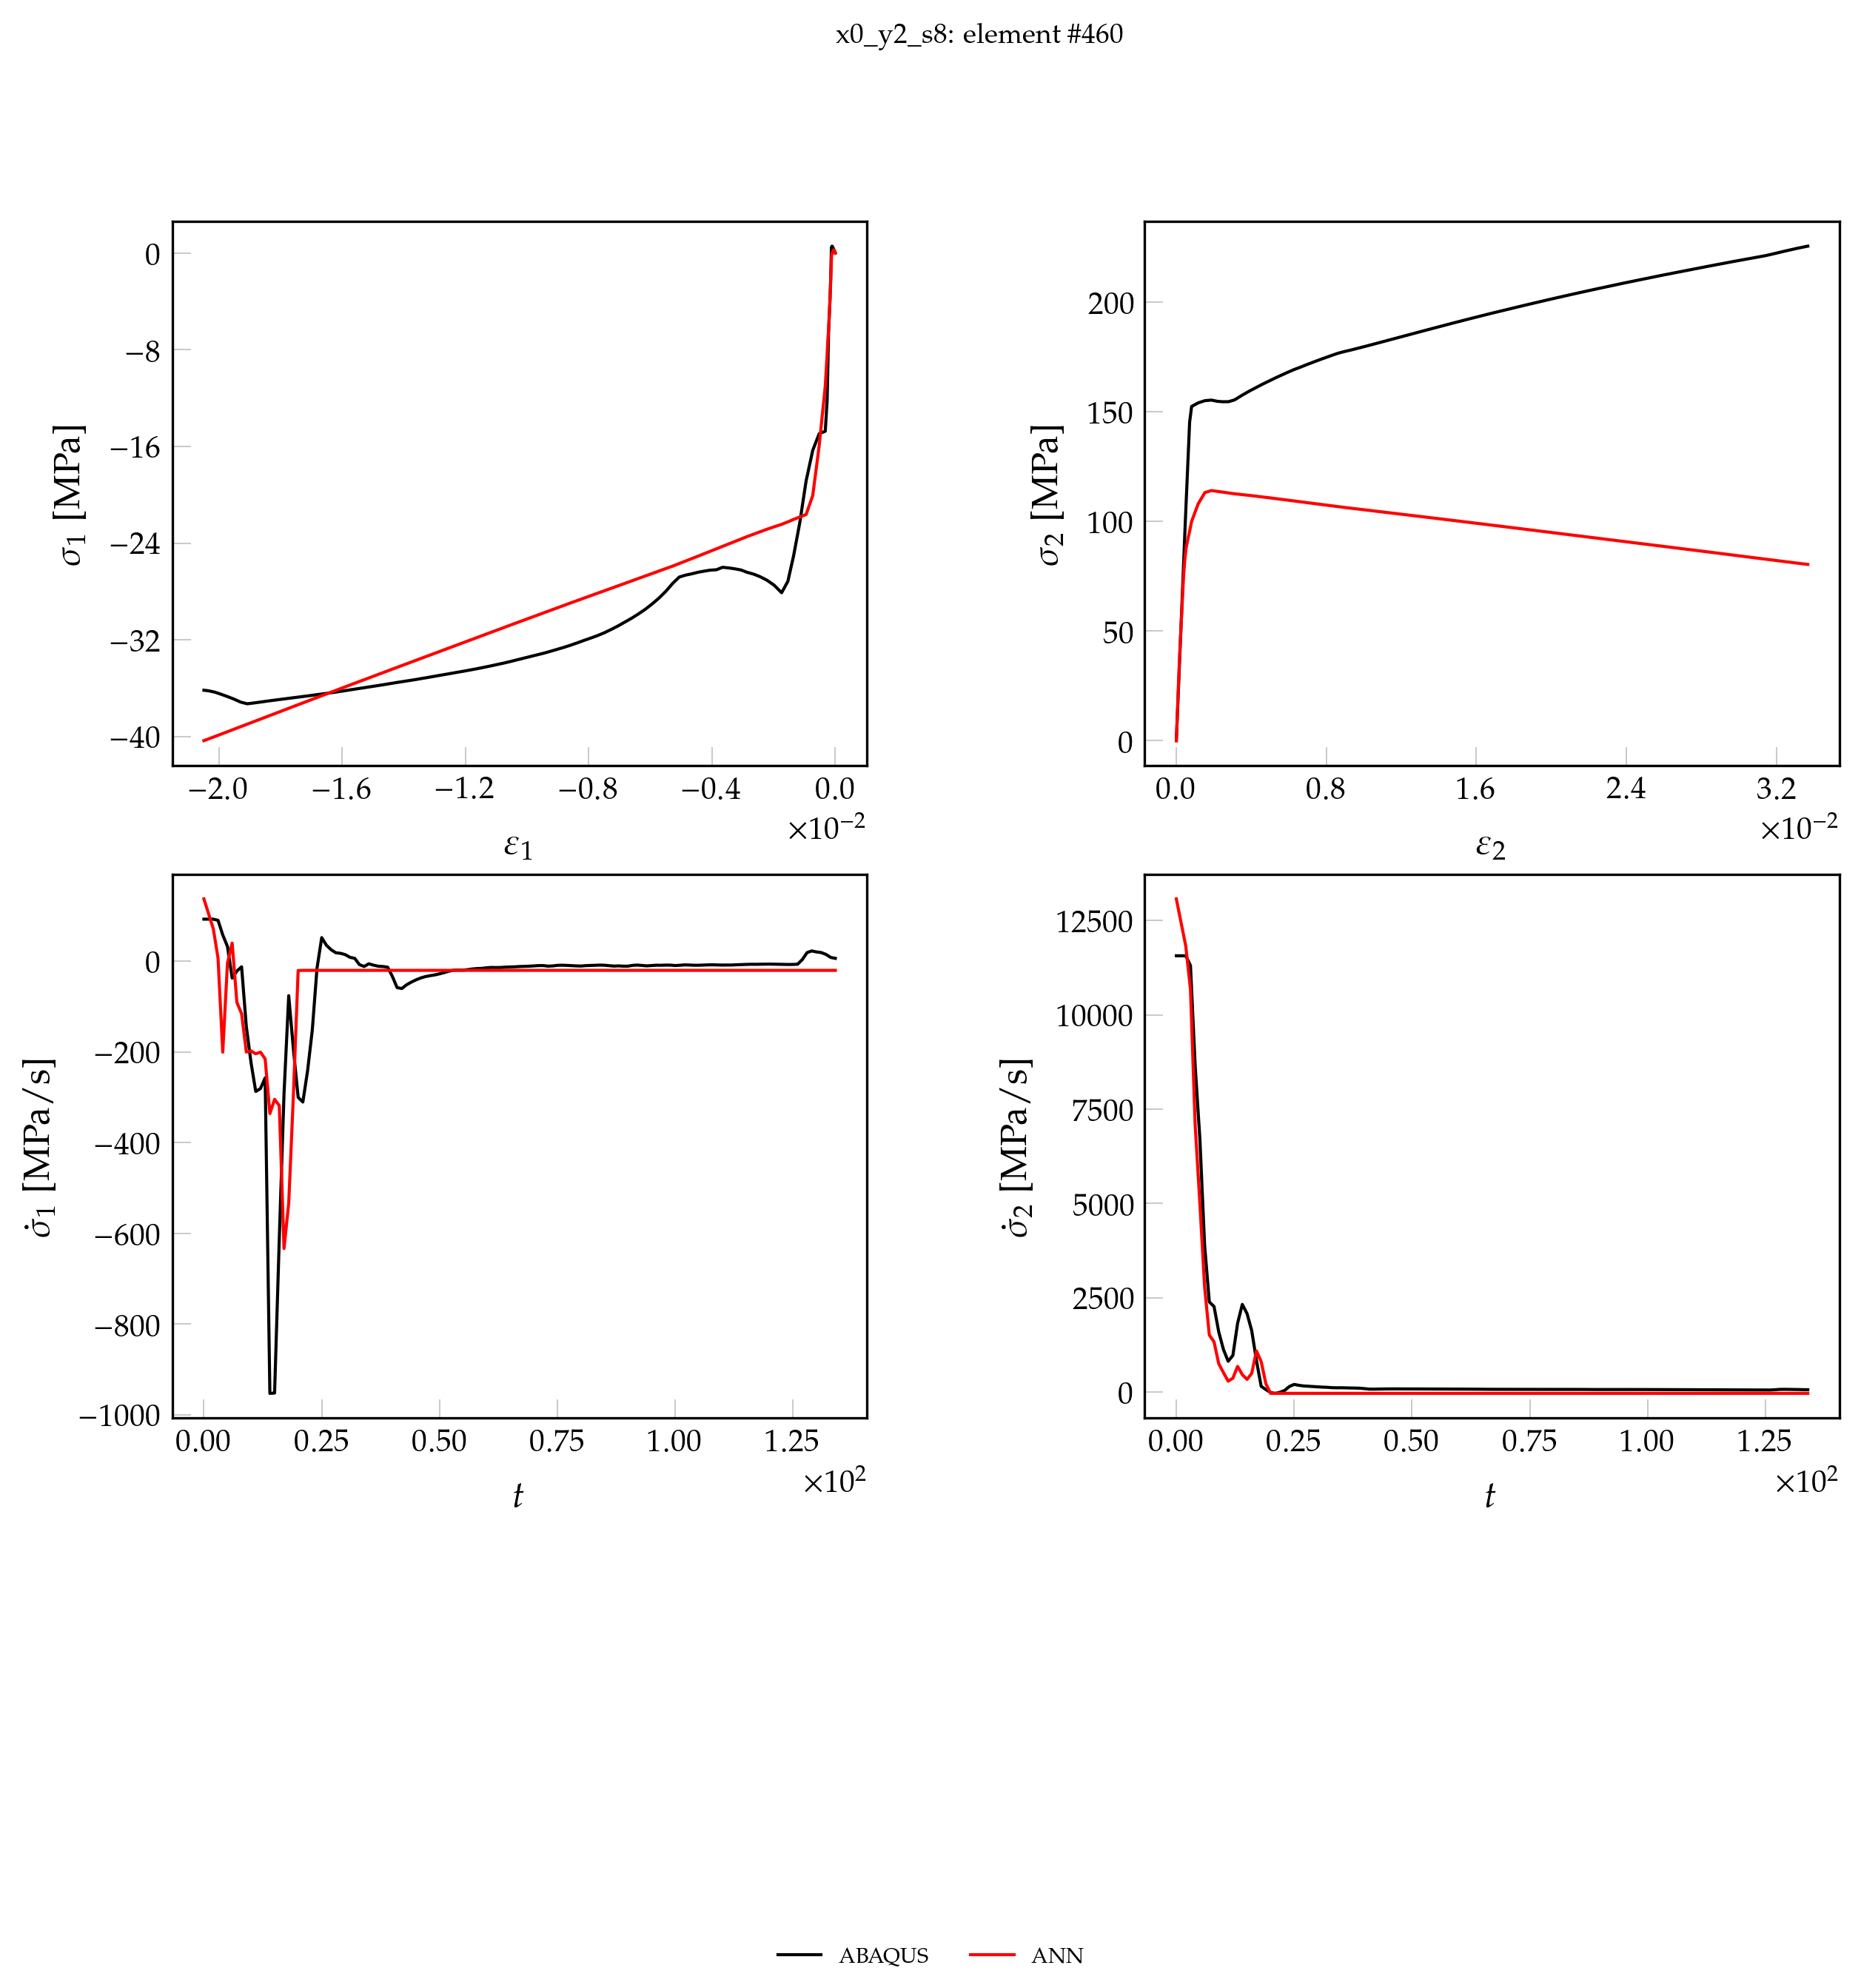 x0_y2_s8: element #460
0
−8
−16
−24
−32
−40
σ₁ [MPa]
−2.0 −1.6 −1.2 −0.8 −0.4 0.0
×10⁻²
ε₁
200
150
100
50
0
σ₂ [MPa]
0.0 0.8 1.6 2.4 3.2
×10⁻²
ε₂
0
−200
−400
−600
−800
−1000
σ̇₁ [MPa/s]
0.00 0.25 0.50 0.75 1.00 1.25
×10²
t
12500
10000
7500
5000
2500
0
σ̇₂ [MPa/s]
0.00 0.25 0.50 0.75 1.00 1.25
×10²
t
ABAQUS ANN